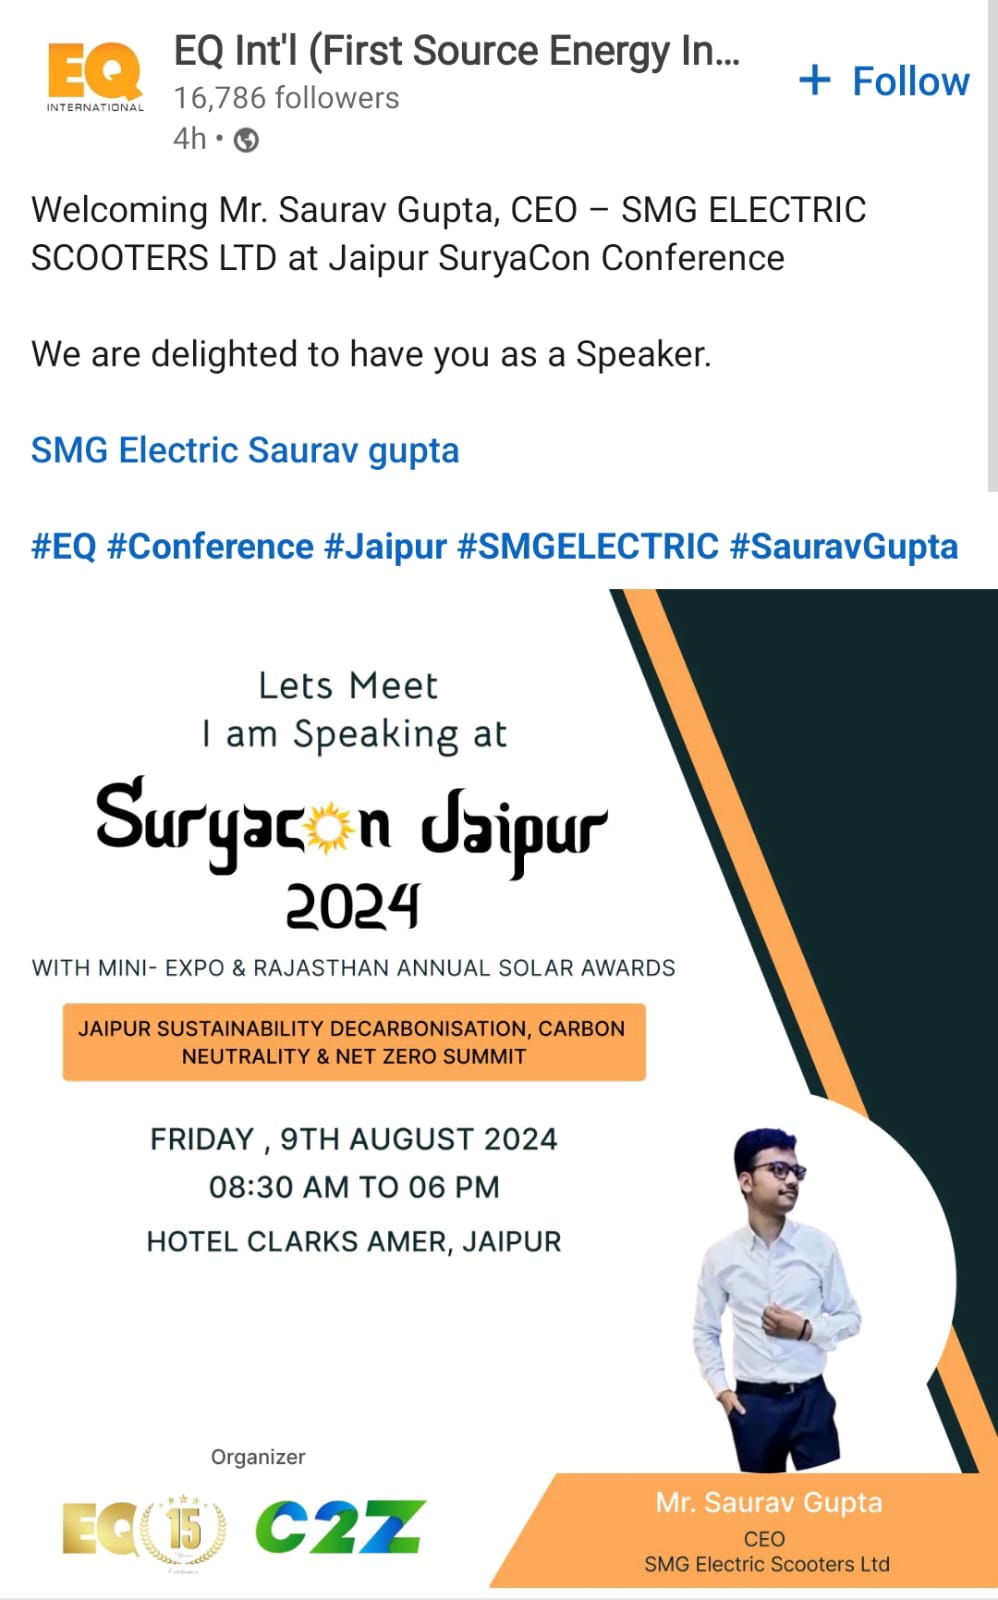 EQ
INTERNATIONAL
EQ Int'l (First Source Energy In...
16,786 followers
4h •
+ Follow
Welcoming Mr. Saurav Gupta, CEO – SMG ELECTRIC
SCOOTERS LTD at Jaipur SuryaCon Conference
We are delighted to have you as a Speaker.
SMG Electric Saurav gupta
#EQ #Conference #Jaipur #SMGELECTRIC #SauravGupta
Lets Meet
I am Speaking at
Suryacon Jaipur
2024
WITH MINI- EXPO & RAJASTHAN ANNUAL SOLAR AWARDS
JAIPUR SUSTAINABILITY DECARBONISATION, CARBON
NEUTRALITY & NET ZERO SUMMIT
FRIDAY , 9TH AUGUST 2024
08:30 AM TO 06 PM
HOTEL CLARKS AMER, JAIPUR
Organizer
EQ 15
C2Z
Mr. Saurav Gupta
CEO
SMG Electric Scooters Ltd